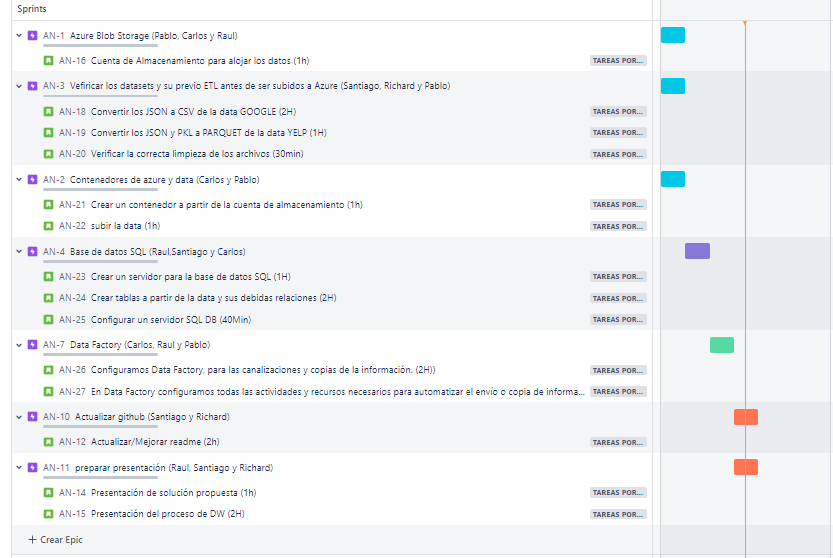 Sprints
AN-1 Azure Blob Storage (Pablo, Carlos y Raul)
AN-16 Cuenta de Almacenamiento para alojar los datos (1h) TAREAS POR...
AN-3 Vefiricar los datasets y su previo ETL antes de ser subidos a Azure (Santiago, Richard y Pablo)
AN-18 Convertir los JSON a CSV de la data GOOGLE (2H) TAREAS POR...
AN-19 Convertir los JSON y PKL a PARQUET de la data YELP (1H) TAREAS POR...
AN-20 Verificar la correcta limpieza de los archivos (30min) TAREAS POR...
AN-2 Contenedores de azure y data (Carlos y Pablo)
AN-21 Crear un contenedor a partir de la cuenta de almacenamiento (1h) TAREAS POR...
AN-22 subir la data (1h) TAREAS POR...
AN-4 Base de datos SQL (Raul,Santiago y Carlos)
AN-23 Crear un servidor para la base de datos SQL (1H) TAREAS POR...
AN-24 Crear tablas a partir de la data y sus debidas relaciones (2H) TAREAS POR...
AN-25 Configurar un servidor SQL DB (40Min) TAREAS POR...
AN-7 Data Factory (Carlos, Raul y Pablo)
AN-26 Configuramos Data Factory, para las canalizaciones y copias de la información. (2H)) TAREAS POR...
AN-27 En Data Factory configuramos todas las actividades y recursos necesarios para automatizar el envío o copia de informa... TAREAS POR...
AN-10 Actualizar github (Santiago y Richard)
AN-12 Actualizar/Mejorar readme (2h) TAREAS POR...
AN-11 preparar presentación (Raul, Santiago y Richard)
AN-14 Presentación de solución propuesta (1h) TAREAS POR...
AN-15 Presentación del proceso de DW (2H) TAREAS POR...
+ Crear Epic